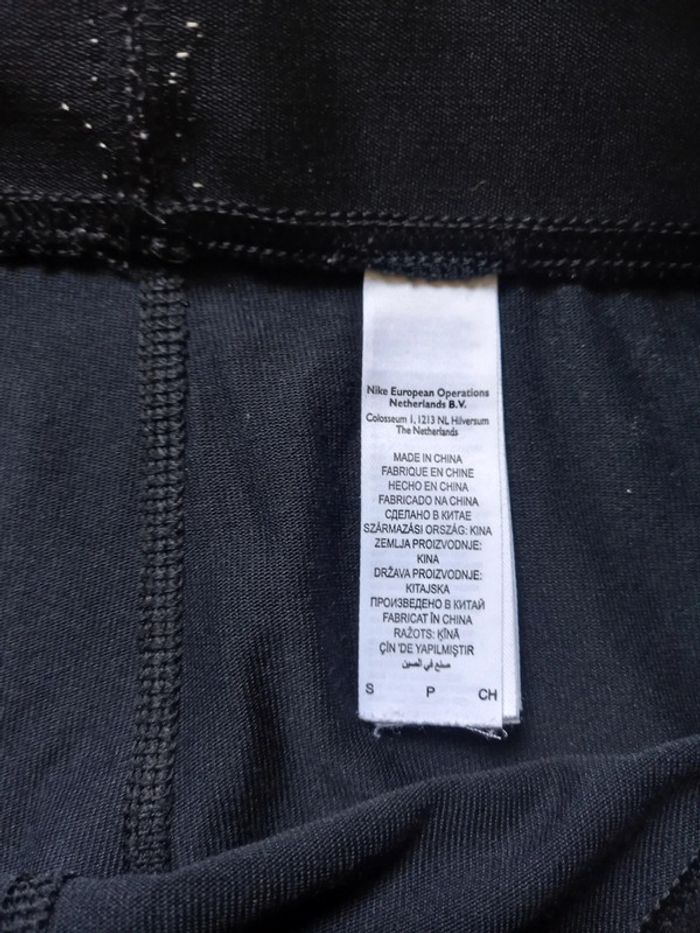 Nike European Operations
Netherlands B.V.
Colosseum 1, 1213 NL Hilversum
The Netherlands
MADE IN CHINA
FABRIQUE EN CHINE
HECHO EN CHINA
FABRICADO NA CHINA
СДЕЛАНО В КИТАЕ
SZÁRMAZÁSI ORSZÁG: KINA
ZEMLJA PROIZVODNJE:
KINA
DRŽAVA PROIZVODNJE:
KITAJSKA
ПРОИЗВЕДЕНО В КИТАЙ
FABRICAT ÎN CHINA
RAŽOTS: ĶĪNĀ
ÇİN 'DE YAPILMIŞTIR
صنع في الصين
S P CH